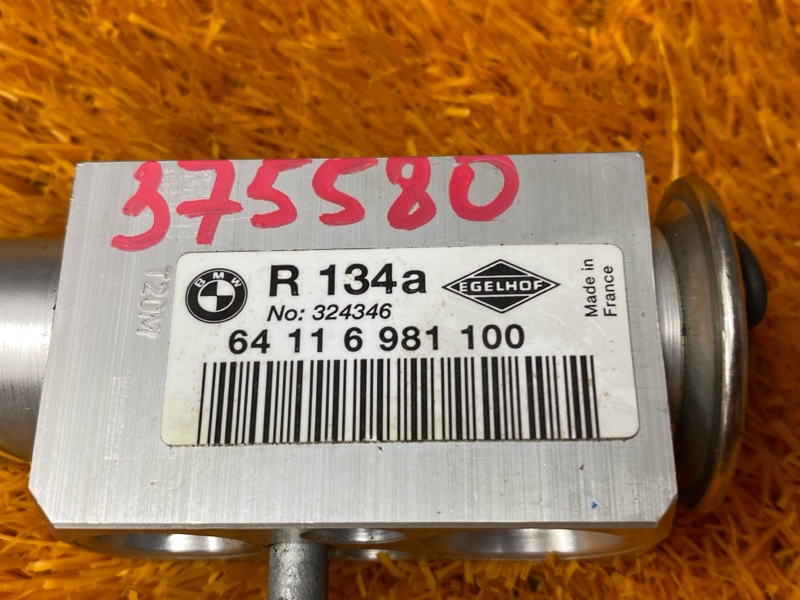 375580
BMW
R 134a
EGELHOF
No: 324346
64 11 6 981 100
Made in
France
T20M